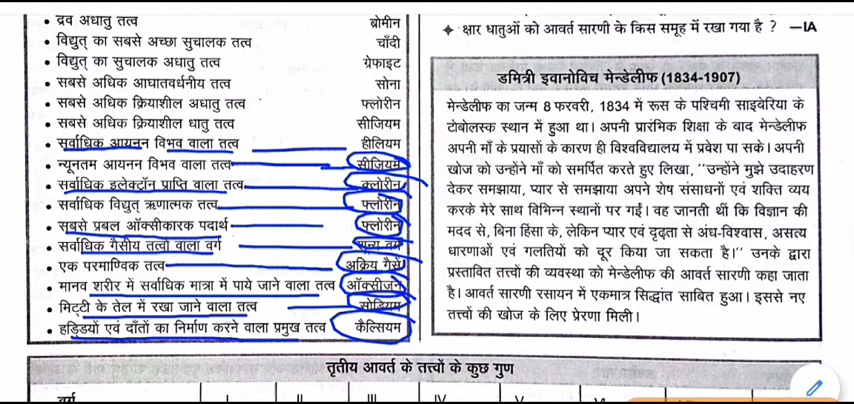 • द्रव अधातु तत्व ब्रोमीन
• विद्युत् का सबसे अच्छा सुचालक तत्व चाँदी
• विद्युत् का सुचालक अधातु तत्व ग्रेफाइट
• सबसे अधिक आघातवर्धनीय तत्व सोना
• सबसे अधिक क्रियाशील अधातु तत्व फ्लोरीन
• सबसे अधिक क्रियाशील धातु तत्व सीजियम
• सर्वाधिक आयनन विभव वाला तत्व हीलियम
• न्यूनतम आयनन विभव वाला तत्व सीजियम
• सर्वाधिक इलेक्ट्रॉन प्राप्ति वाला तत्व क्लोरीन
• सर्वाधिक विद्युत् ऋणात्मक तत्व फ्लोरीन
• सबसे प्रबल ऑक्सीकारक पदार्थ फ्लोरीन
• सर्वाधिक गैसीय तत्वों वाला वर्ग शून्य वर्ग
• एक परमाण्विक तत्व अक्रिय गैसें
• मानव शरीर में सर्वाधिक मात्रा में पाये जाने वाला तत्व ऑक्सीजन
• मिट्टी के तेल में रखा जाने वाला तत्व सोडियम
• हड्डियों एवं दाँतों का निर्माण करने वाला प्रमुख तत्व कैल्सियम
क्षार धातुओं को आवर्त सारणी के किस समूह में रखा गया है ? —IA
डमित्री इवानोविच मेन्डेलीफ (1834-1907)
मेन्डेलीफ का जन्म 8 फरवरी, 1834 में रूस के पश्चिमी साइबेरिया के
टोबोलस्क स्थान में हुआ था। अपनी प्रारंभिक शिक्षा के बाद मेन्डेलीफ
अपनी माँ के प्रयासों के कारण ही विश्वविद्यालय में प्रवेश पा सके। अपनी
खोज को उन्होंने माँ को समर्पित करते हुए लिखा, ''उन्होंने मुझे उदाहरण
देकर समझाया, प्यार से समझाया अपने शेष संसाधनों एवं शक्ति व्यय
करके मेरे साथ विभिन्न स्थानों पर गईं। वह जानती थीं कि विज्ञान की
मदद से, बिना हिंसा के, लेकिन प्यार एवं दृढ़ता से अंध-विश्वास, असत्य
धारणाओं एवं गलतियों को दूर किया जा सकता है।'' उनके द्वारा
प्रस्तावित तत्त्वों की व्यवस्था को मेन्डेलीफ की आवर्त सारणी कहा जाता
है। आवर्त सारणी रसायन में एकमात्र सिद्धांत साबित हुआ। इससे नए
तत्त्वों की खोज के लिए प्रेरणा मिली।
तृतीय आवर्त के तत्त्वों के कुछ गुण
वर्ग I II III IV V VI